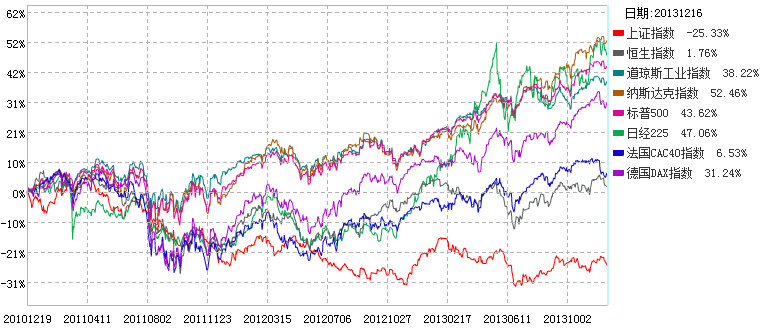 62%
52%
42%
31%
21%
10%
0%
-10%
-21%
-31%
20101219 20110411 20110802 20111123 20120315 20120706 20121027 20130217 20130611 20131002
日期:20131216
上证指数 -25.33%
恒生指数 1.76%
道琼斯工业指数 38.22%
纳斯达克指数 52.46%
标普500 43.62%
日经225 47.06%
法国CAC40指数 6.53%
德国DAX指数 31.24%